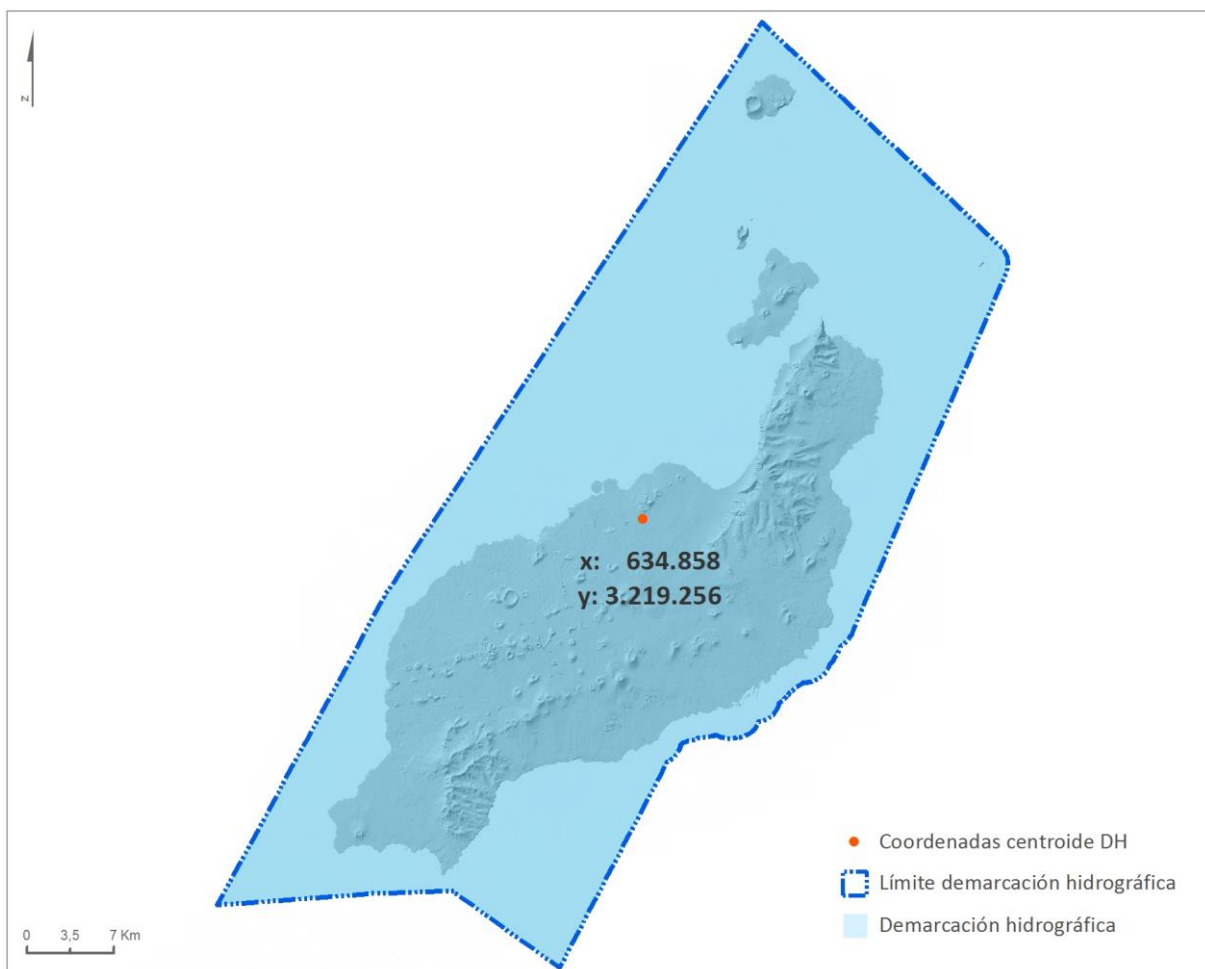 N
x: 634.858
y: 3.219.256
Coordenadas centroide DH
Límite demarcación hidrográfica
Demarcación hidrográfica
0 3,5 7 Km